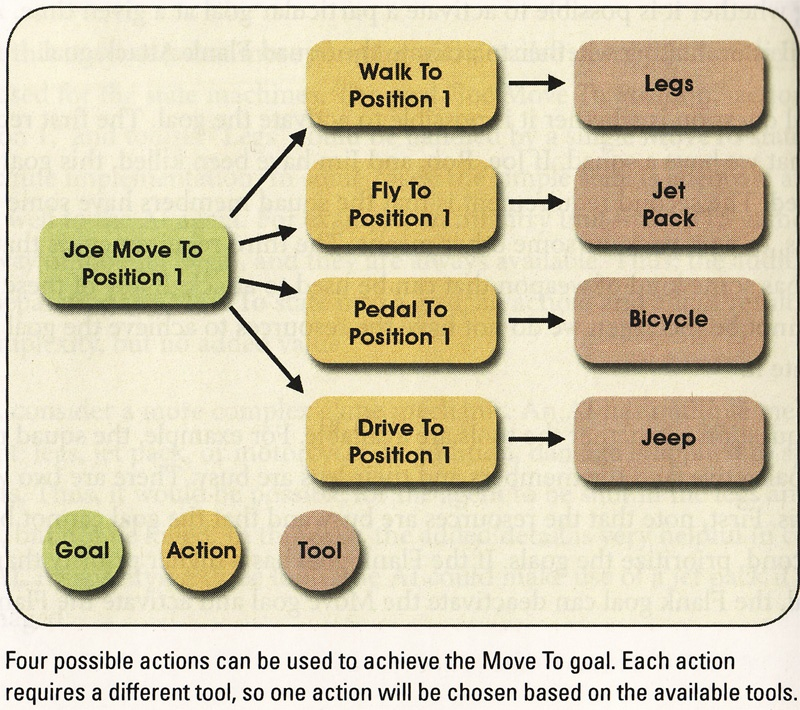 Walk To
Position 1
Legs
Fly To
Position 1
Jet
Pack
Joe Move To
Position 1
Pedal To
Position 1
Bicycle
Drive To
Position 1
Jeep
Goal
Action
Tool
Four possible actions can be used to achieve the Move To goal. Each action
requires a different tool, so one action will be chosen based on the available tools.